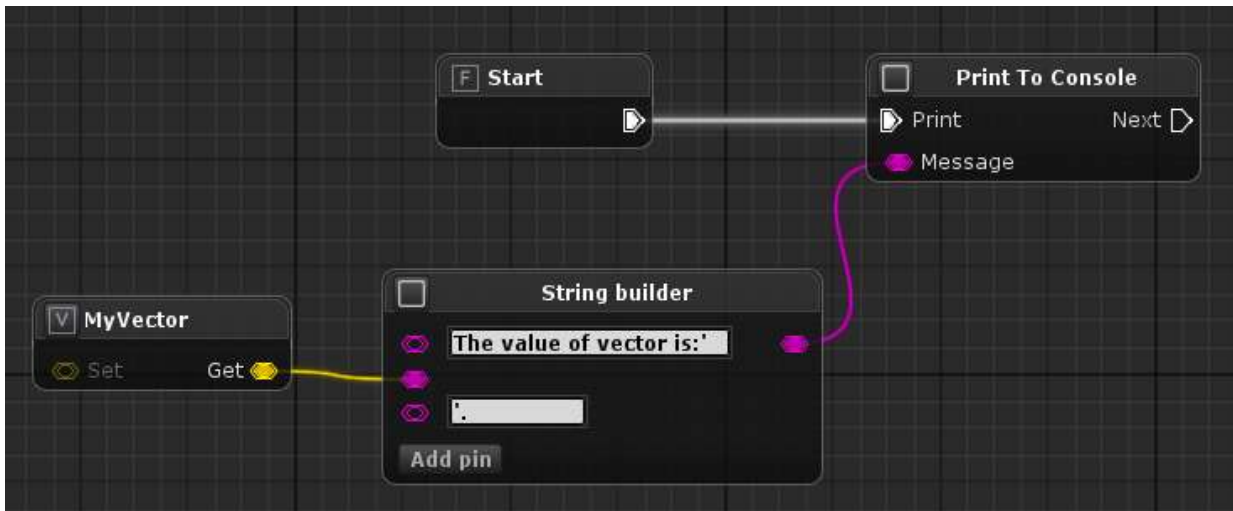 F Start
Print To Console
Print Next
Message
String builder
The value of vector is:'
V MyVector
Set Get
'.
Add pin